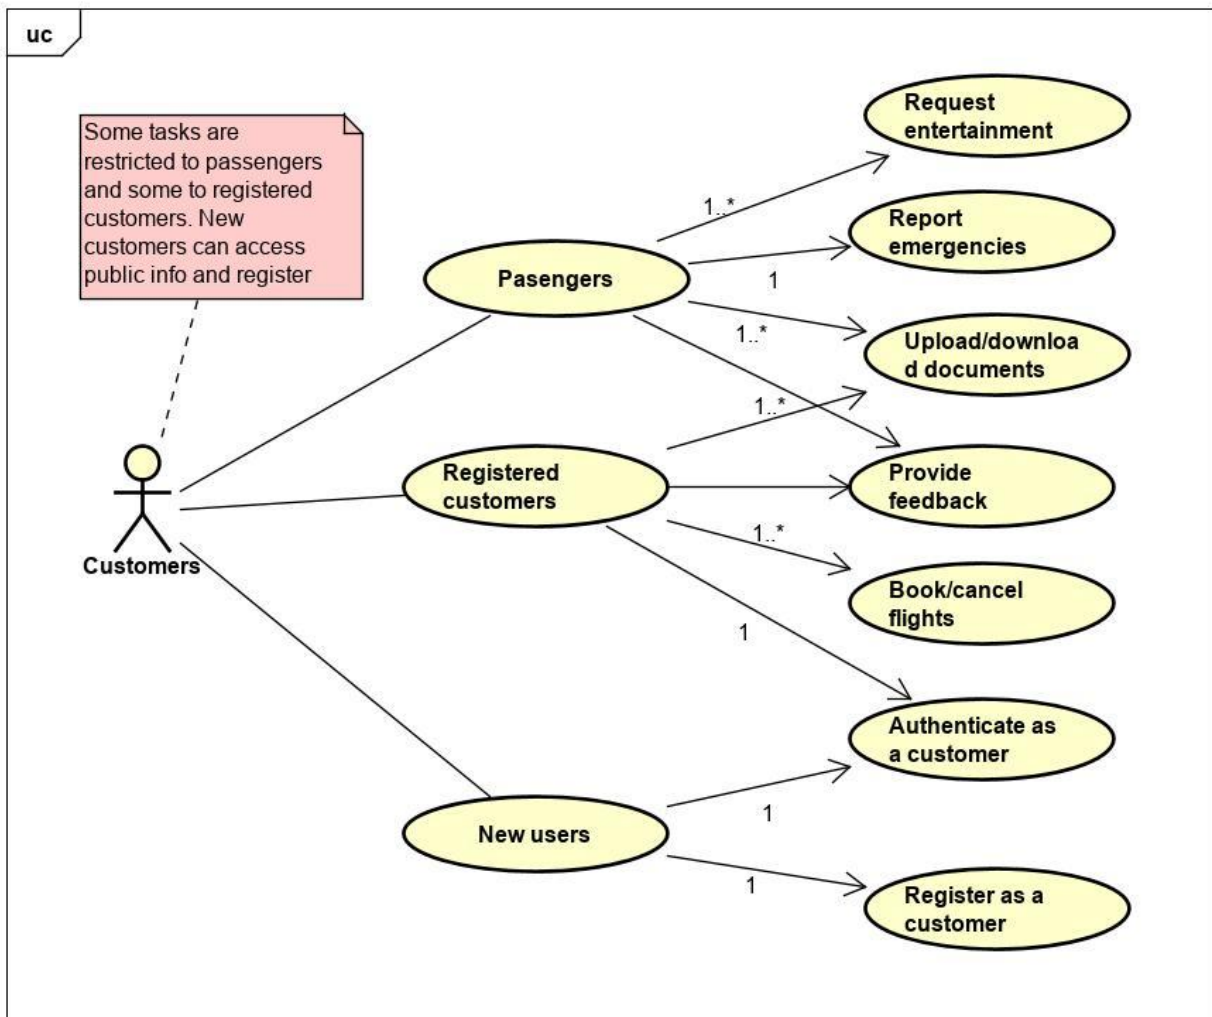 uc
Some tasks are
restricted to passengers
and some to registered
customers. New
customers can access
public info and register
Customers
Pasengers
Registered
customers
New users
Request
entertainment
Report
emergencies
Upload/downloa
d documents
Provide
feedback
Book/cancel
flights
Authenticate as
a customer
Register as a
customer
1..*
1
1..*
1..*
1..*
1
1
1